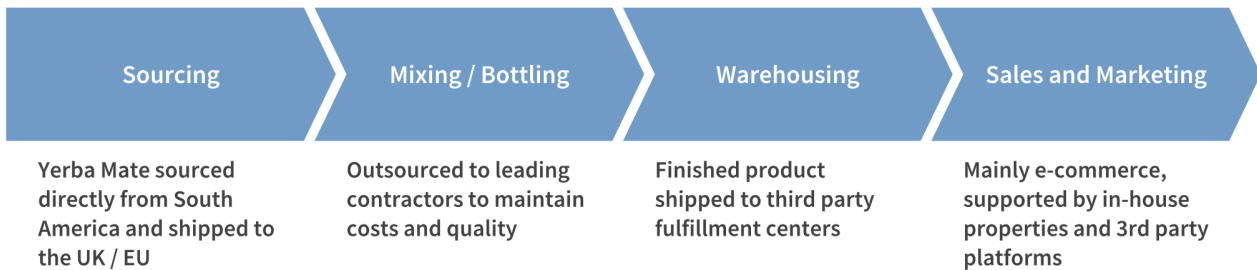 Sourcing
Mixing / Bottling
Warehousing
Sales and Marketing
Yerba Mate sourced
directly from South
America and shipped to
the UK / EU
Outsourced to leading
contractors to maintain
costs and quality
Finished product
shipped to third party
fulfillment centers
Mainly e-commerce,
supported by in-house
properties and 3rd party
platforms